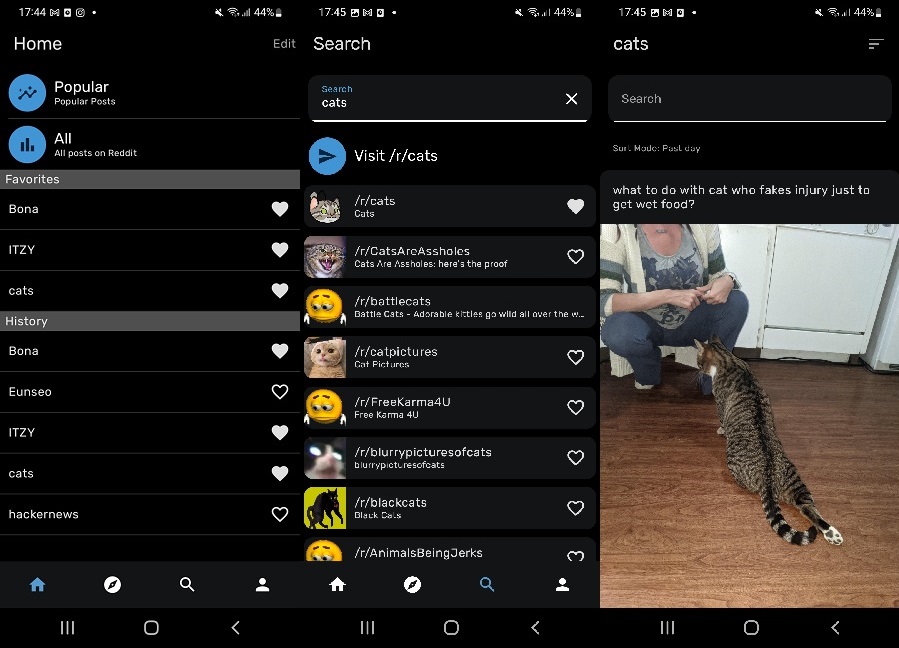 17:44
44%
Home
Edit
Popular
Popular Posts
All
All posts on Reddit
Favorites
Bona
ITZY
cats
History
Bona
Eunseo
ITZY
cats
hackernews
17:45
44%
Search
Search
cats
Visit /r/cats
/r/cats
Cats
/r/CatsAreAssholes
Cats Are Assholes: here's the proof
/r/battlecats
Battle Cats - Adorable kitties go wild all over the w...
/r/catpictures
Cat Pictures
/r/FreeKarma4U
Free Karma 4U
/r/blurrypicturesofcats
blurrypicturesofcats
/r/blackcats
Black Cats
/r/AnimalsBeingJerks
17:45
44%
cats
Search
Sort Mode: Past day
what to do with cat who fakes injury just to
get wet food?